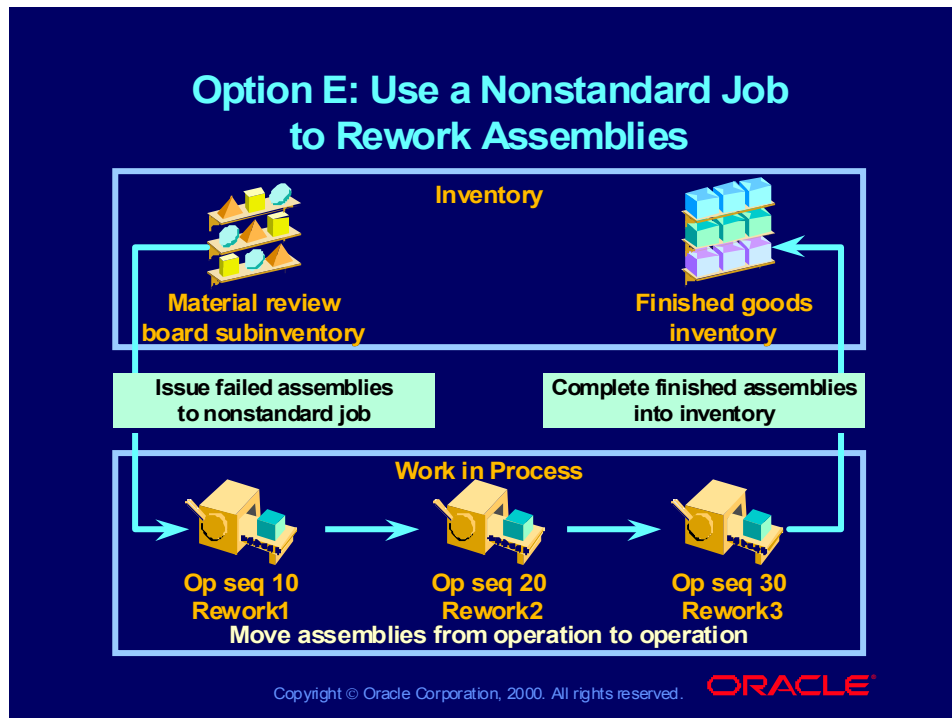 Option E: Use a Nonstandard Job
to Rework Assemblies
Inventory
Material review
board subinventory
Finished goods
inventory
Issue failed assemblies
to nonstandard job
Complete finished assemblies
into inventory
Work in Process
Op seq 10
Rework1
Op seq 20
Rework2
Op seq 30
Rework3
Move assemblies from operation to operation
Copyright © Oracle Corporation, 2000. All rights reserved.
ORACLE®